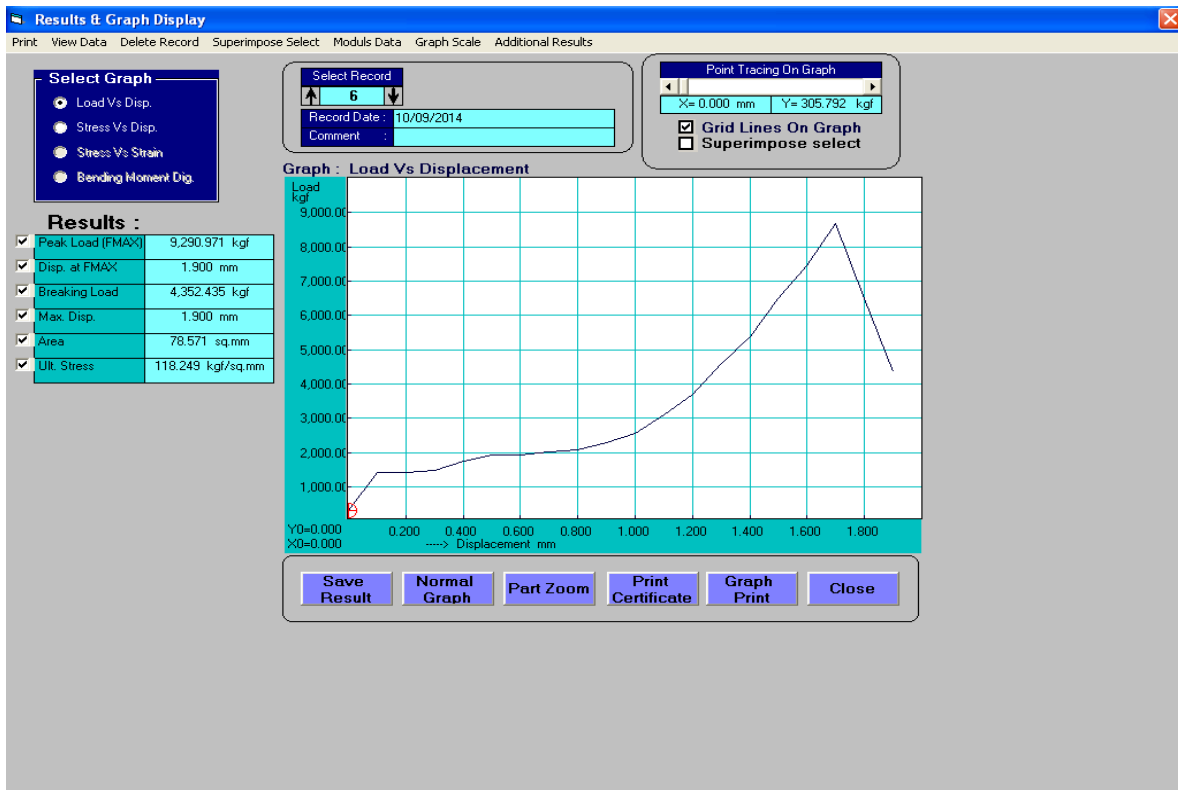 Results & Graph Display
Print View Data Delete Record Superimpose Select Moduls Data Graph Scale Additional Results
Select Graph
Load Vs Disp.
Stress Vs Disp.
Stress Vs Strain
Bending Moment Dig.
Select Record
6
Record Date : 10/09/2014
Comment :
Point Tracing On Graph
X= 0.000 mm Y= 305.792 kgf
Grid Lines On Graph
Superimpose select
Results :
Peak Load (FMAX) 9,290.971 kgf
Disp. at FMAX 1.900 mm
Breaking Load 4,352.435 kgf
Max. Disp. 1.900 mm
Area 78.571 sq.mm
Ult. Stress 118.249 kgf/sq.mm
Graph : Load Vs Displacement
Load
kgf
9,000.00
8,000.00
7,000.00
6,000.00
5,000.00
4,000.00
3,000.00
2,000.00
1,000.00
Y0=0.000 0.200 0.400 0.600 0.800 1.000 1.200 1.400 1.600 1.800
X0=0.000 ----> Displacement mm
Save Result
Normal Graph
Part Zoom
Print Certificate
Graph Print
Close